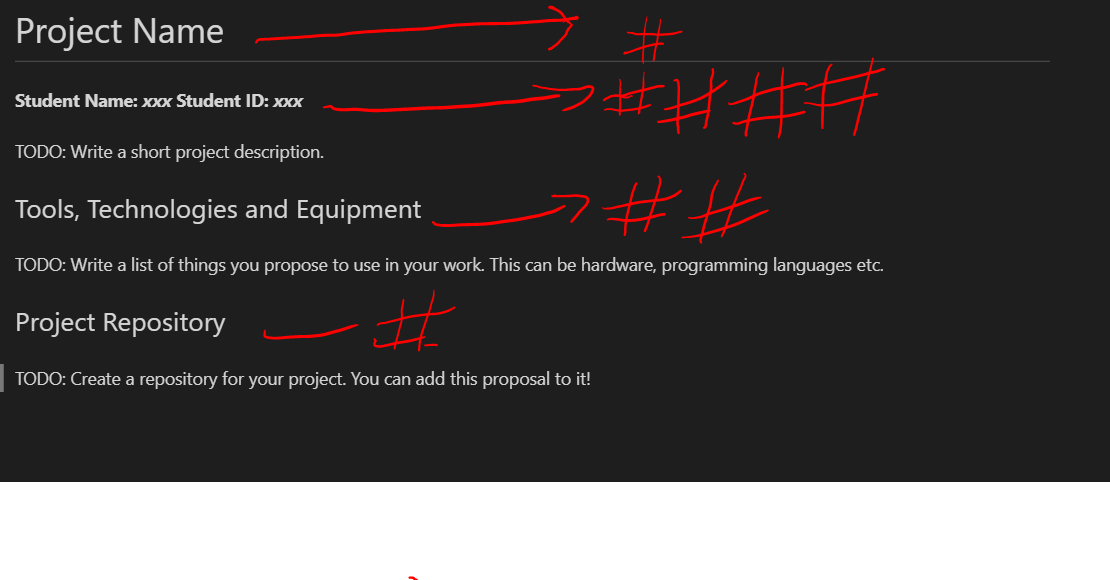 Project Name #
Student Name: xxx Student ID: xxx ####
TODO: Write a short project description.
Tools, Technologies and Equipment ##
TODO: Write a list of things you propose to use in your work. This can be hardware, programming languages etc.
Project Repository #
TODO: Create a repository for your project. You can add this proposal to it!